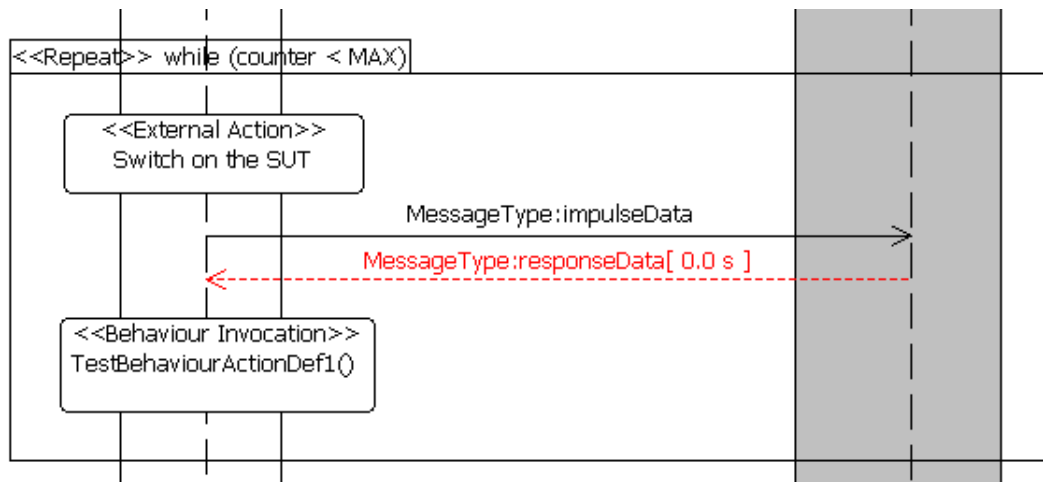 <<Repeat>> while (counter < MAX)
<<External Action>>
Switch on the SUT
MessageType:impulseData
MessageType:responseData[ 0.0 s ]
<<Behaviour Invocation>>
TestBehaviourActionDef1()